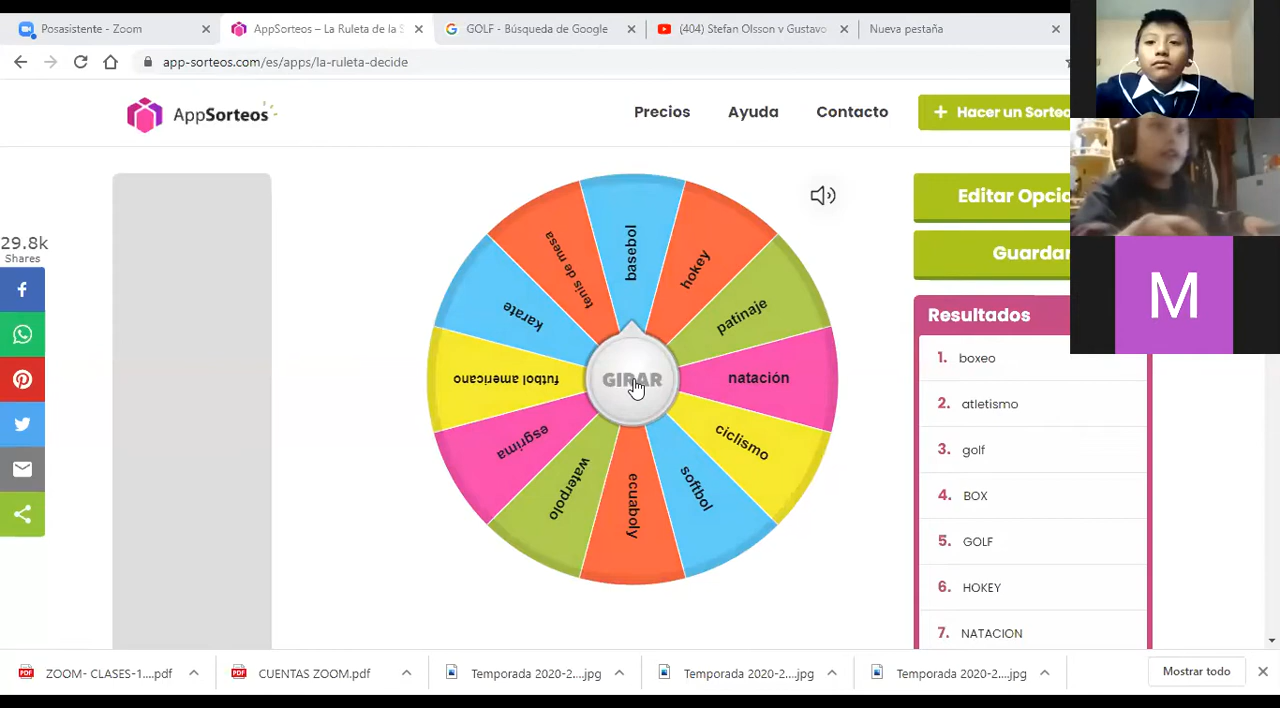 Posasistente - Zoom
AppSorteos – La Ruleta de la S
GOLF - Búsqueda de Google
(404) Stefan Olsson v Gustavo
Nueva pestaña
app-sorteos.com/es/apps/la-ruleta-decide
AppSorteos
Precios
Ayuda
Contacto
+ Hacer un Sorteo
29.8k
Shares
basebol
hokey
patinaje
natación
ciclismo
softbol
ecuaboly
waterpolo
esgrima
futbol americano
karate
tenis de mesa
GIRAR
Editar Opcio
Guardar
Resultados
1. boxeo
2. atletismo
3. golf
4. BOX
5. GOLF
6. HOKEY
7. NATACION
M
ZOOM- CLASES-1....pdf
CUENTAS ZOOM.pdf
Temporada 2020-2....jpg
Temporada 2020-2....jpg
Temporada 2020-2....jpg
Mostrar todo